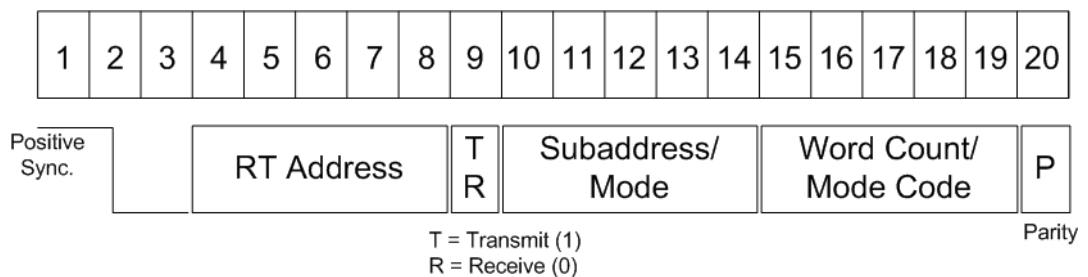 1 2 3 4 5 6 7 8 9 10 11 12 13 14 15 16 17 18 19 20
Positive
Sync.
RT Address
T
R
Subaddress/
Mode
Word Count/
Mode Code
P
Parity
T = Transmit (1)
R = Receive (0)